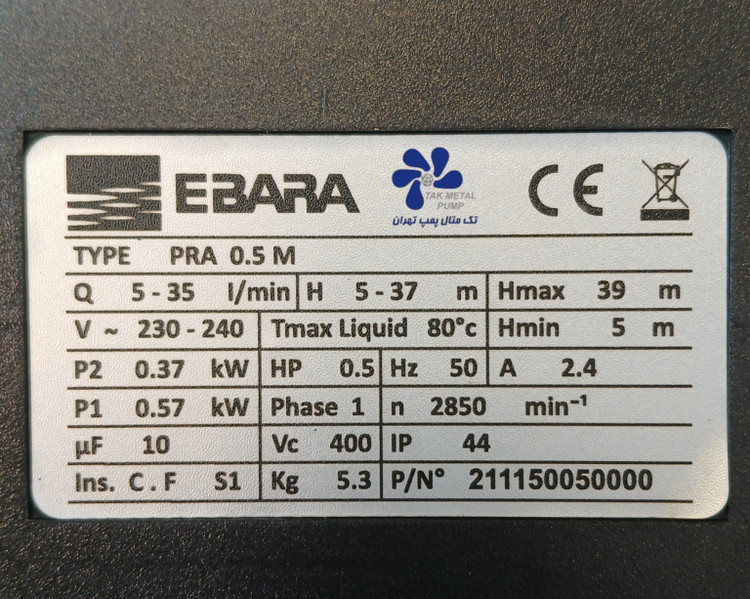 EBARA
TAK METAL
PUMP
تک متال پمپ تهران
CE
TYPE PRA 0.5 M
Q 5 - 35 l/min H 5 - 37 m Hmax 39 m
V ~ 230 - 240 Tmax Liquid 80°c Hmin 5 m
P2 0.37 kW HP 0.5 Hz 50 A 2.4
P1 0.57 kW Phase 1 n 2850 min⁻¹
µF 10 Vc 400 IP 44
Ins. C . F S1 Kg 5.3 P/N° 211150050000